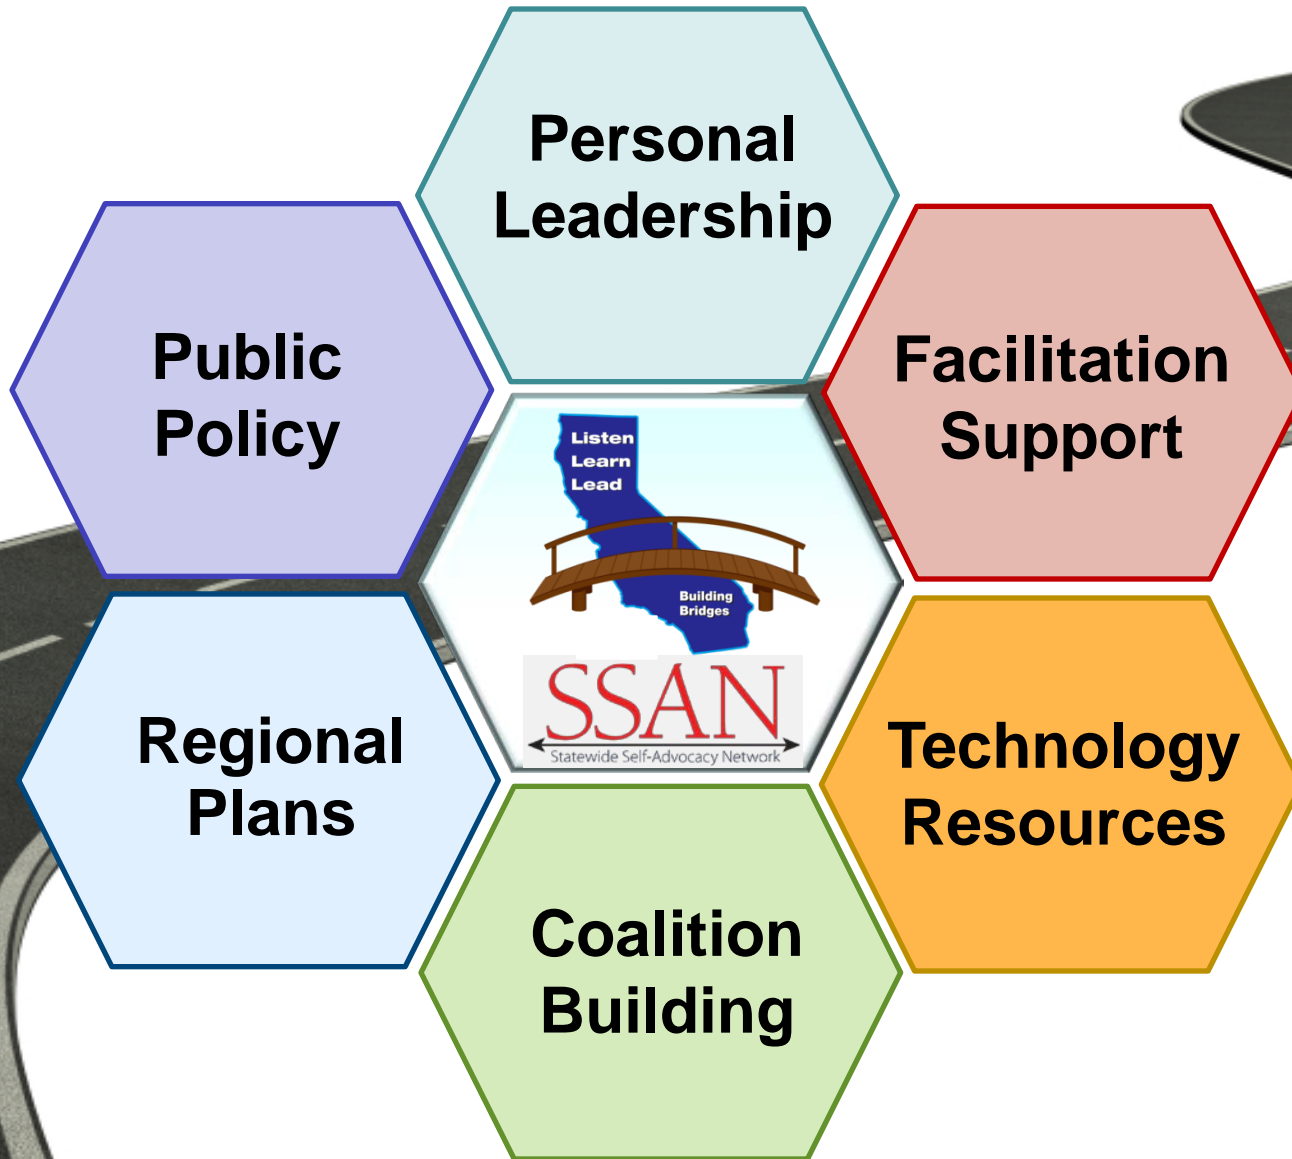 Personal
Leadership
Public
Policy
Facilitation
Support
Listen
Learn
Lead
Building
Bridges
SSAN
Statewide Self-Advocacy Network
Regional
Plans
Technology
Resources
Coalition
Building